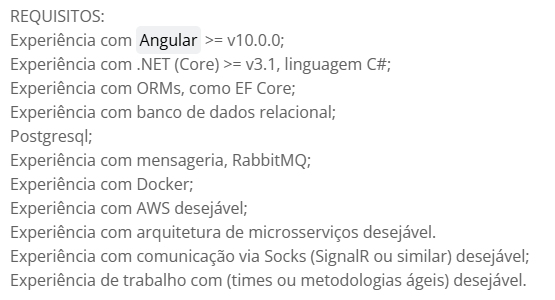 REQUISITOS:
Experiência com Angular >= v10.0.0;
Experiência com .NET (Core) >= v3.1, linguagem C#;
Experiência com ORMs, como EF Core;
Experiência com banco de dados relacional;
Postgresql;
Experiência com mensageria, RabbitMQ;
Experiência com Docker;
Experiência com AWS desejável;
Experiência com arquitetura de microsserviços desejável.
Experiência com comunicação via Socks (SignalR ou similar) desejável;
Experiência de trabalho com (times ou metodologias ágeis) desejável.